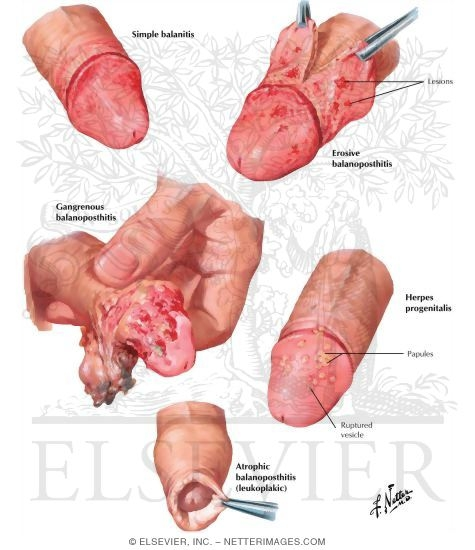 Simple balanitis
Lesions
Erosive
balanoposthitis
Gangrenous
balanoposthitis
Herpes
progenitalis
Papules
Ruptured
vesicle
Atrophic
balanoposthitis
(leukoplakic)
ELSEVIER
F. Netter
M.D.
© ELSEVIER, INC. – NETTERIMAGES.COM